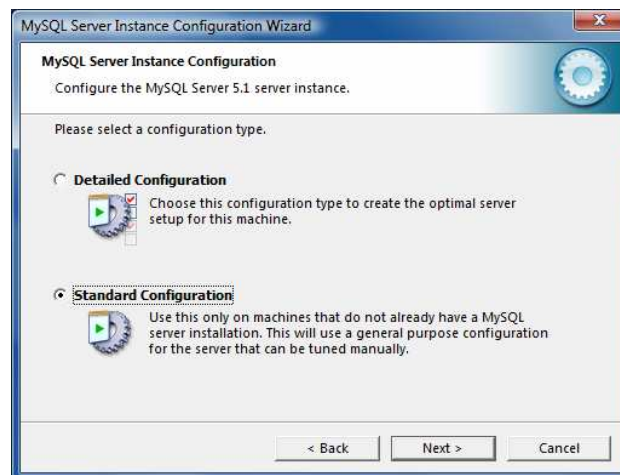 MySQL Server Instance Configuration Wizard
MySQL Server Instance Configuration
Configure the MySQL Server 5.1 server instance.
Please select a configuration type.
Detailed Configuration
Choose this configuration type to create the optimal server
setup for this machine.
Standard Configuration
Use this only on machines that do not already have a MySQL
server installation. This will use a general purpose configuration
for the server that can be tuned manually.
< Back
Next >
Cancel